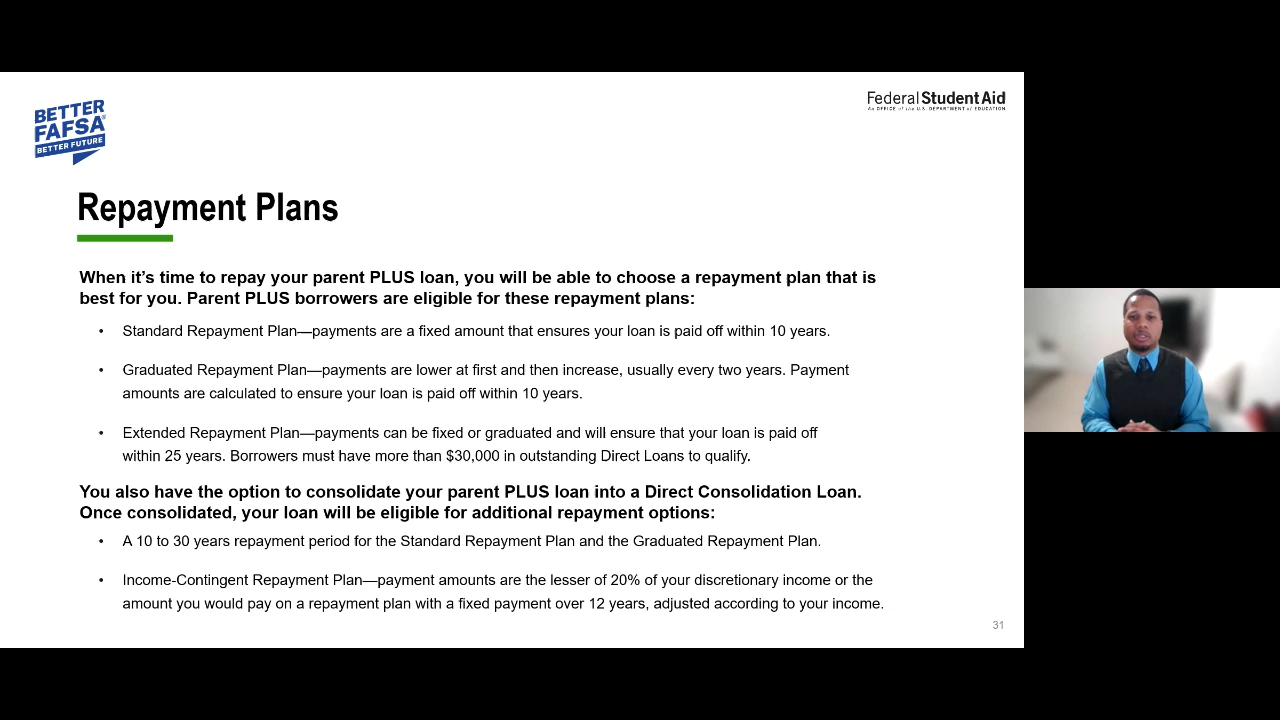 BETTER
FAFSA®
BETTER FUTURE
Federal Student Aid
An OFFICE of the U.S. DEPARTMENT of EDUCATION
Repayment Plans
When it’s time to repay your parent PLUS loan, you will be able to choose a repayment plan that is
best for you. Parent PLUS borrowers are eligible for these repayment plans:
• Standard Repayment Plan—payments are a fixed amount that ensures your loan is paid off within 10 years.
• Graduated Repayment Plan—payments are lower at first and then increase, usually every two years. Payment
amounts are calculated to ensure your loan is paid off within 10 years.
• Extended Repayment Plan—payments can be fixed or graduated and will ensure that your loan is paid off
within 25 years. Borrowers must have more than $30,000 in outstanding Direct Loans to qualify.
You also have the option to consolidate your parent PLUS loan into a Direct Consolidation Loan.
Once consolidated, your loan will be eligible for additional repayment options:
• A 10 to 30 years repayment period for the Standard Repayment Plan and the Graduated Repayment Plan.
• Income-Contingent Repayment Plan—payment amounts are the lesser of 20% of your discretionary income or the
amount you would pay on a repayment plan with a fixed payment over 12 years, adjusted according to your income.
31